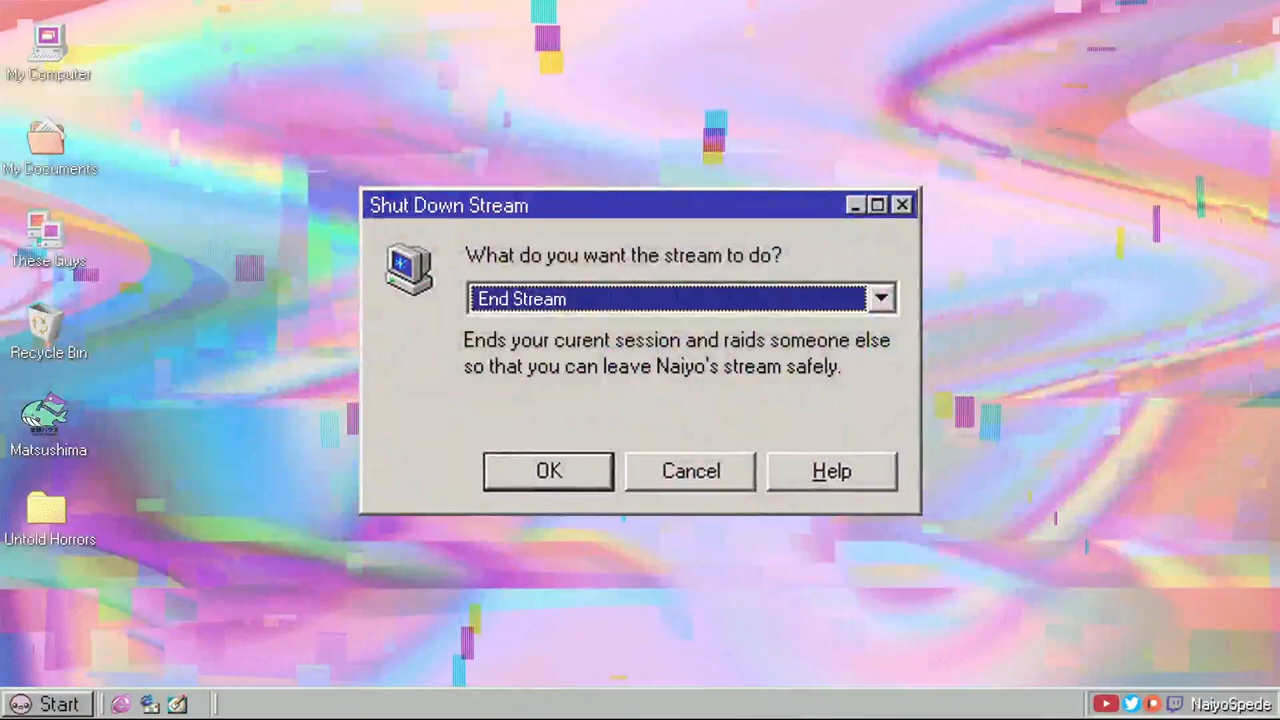 My Computer
My Documents
These Guys
Recycle Bin
Matsushima
Untold Horrors
Shut Down Stream
What do you want the stream to do?
End Stream
Ends your curent session and raids someone else
so that you can leave Naiyo's stream safely.
OK
Cancel
Help
Start
NaiyoSpede